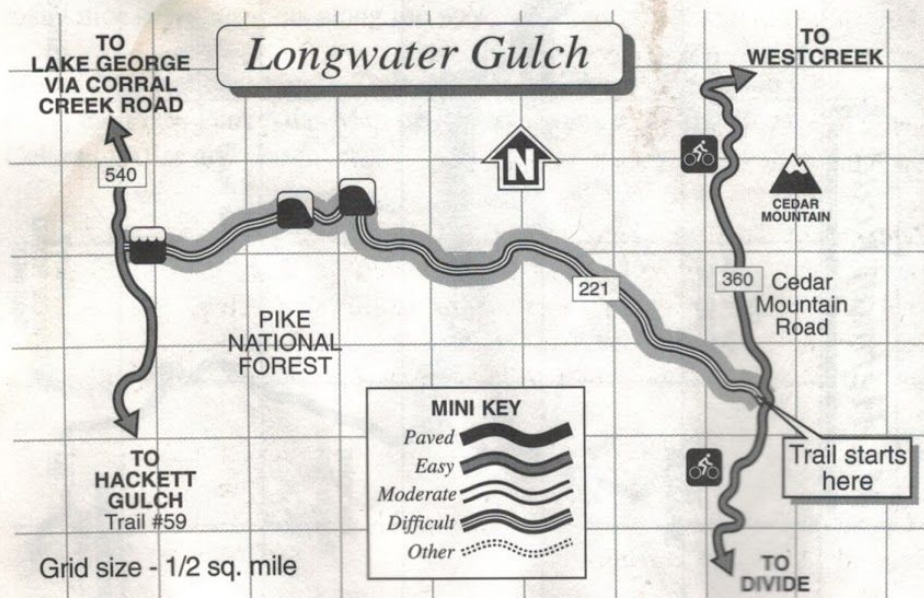 Longwater Gulch
TO
LAKE GEORGE
VIA CORRAL
CREEK ROAD
TO
WESTCREEK
N
540
CEDAR
MOUNTAIN
221
360
Cedar
Mountain
Road
PIKE
NATIONAL
FOREST
MINI KEY
Paved
Easy
Moderate
Difficult
Other
Trail starts
here
TO
HACKETT
GULCH
Trail #59
Grid size - 1/2 sq. mile
TO
DIVIDE